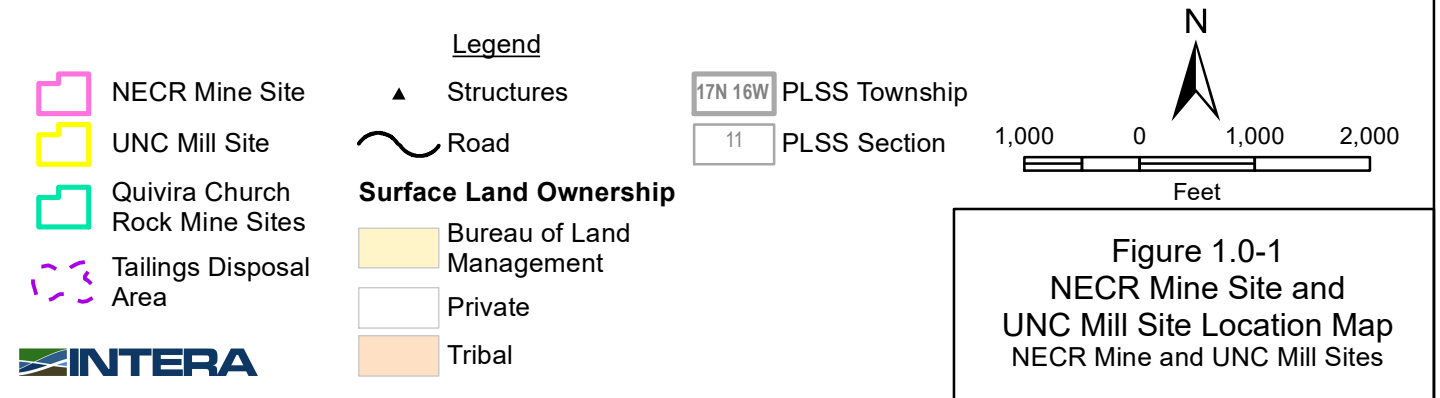 Legend
NECR Mine Site
UNC Mill Site
Quivira Church
Rock Mine Sites
Tailings Disposal
Area
INTERA
Structures
Road
Surface Land Ownership
Bureau of Land
Management
Private
Tribal
17N 16W PLSS Township
11 PLSS Section
N
1,000 0 1,000 2,000
Feet
Figure 1.0-1
NECR Mine Site and
UNC Mill Site Location Map
NECR Mine and UNC Mill Sites